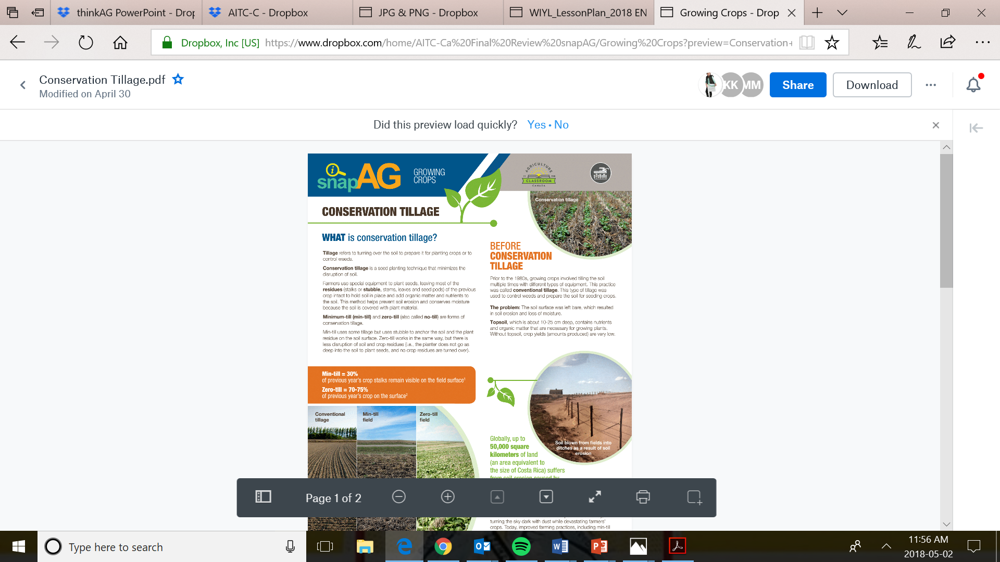 thinkAG PowerPoint - Drop
AITC-C - Dropbox
JPG & PNG - Dropbox
WIYL_LessonPlan_2018 EN
Growing Crops - Drop
Dropbox, Inc [US] https://www.dropbox.com/home/AITC-Ca%20Final%20Review%20snapAG/Growing%20Crops?preview=Conservation+
Conservation Tillage.pdf
Modified on April 30
KK
MM
Share
Download
Did this preview load quickly? Yes • No
snapAG
GROWING
CROPS
AGRICULTURE
IN THE
CLASSROOM
CANADA
CONSERVATION TILLAGE
WHAT is conservation tillage?
Tillage refers to turning over the soil to prepare it for planting crops or to
control weeds.
Conservation tillage is a seed planting technique that minimizes the
disruption of soil.
Farmers use special equipment to plant seeds, leaving most of the
residues (stalks or stubble, stems, leaves and seed pods) of the previous
crop intact to hold soil in place and add organic matter and nutrients to
the soil. This method helps prevent soil erosion and conserves moisture
because the soil is covered with plant material.
Minimum-till (min-till) and zero-till (also called no-till) are forms of
conservation tillage.
Min-till uses some tillage but uses stubble to anchor the soil and the plant
residue on the soil surface. Zero-till works in the same way, but there is
less disruption of soil and crop residues (i.e., the planter does not go as
deep into the soil to plant seeds, and no crop residues are turned over).
Min-till = 30%
of previous year's crop stalks remain visible on the field surface¹
Zero-till = 70-75%
of previous year's crop on the surface²
Conventional
tillage
Min-till
field
Zero-till
field
Conservation tillage
BEFORE
CONSERVATION
TILLAGE
Prior to the 1980s, growing crops involved tilling the soil
multiple times with different types of equipment. This practice
was called conventional tillage. This type of tillage was
used to control weeds and prepare the soil for seeding crops.
The problem: The soil surface was left bare, which resulted
in soil erosion and loss of moisture.
Topsoil, which is about 10-25 cm deep, contains nutrients
and organic matter that are necessary for growing plants.
Without topsoil, crop yields (amounts produced) are very low.
Soil blown from fields into
ditches as a result of soil
erosion
Globally, up to
50,000 square
kilometers of land
(an area equivalent to
the size of Costa Rica) suffers
from soil erosion caused by
turning the sky dark with dust while devastating farmers'
crops. Today, improved farming practices, including min-till
Page 1 of 2
Type here to search
11:56 AM
2018-05-02